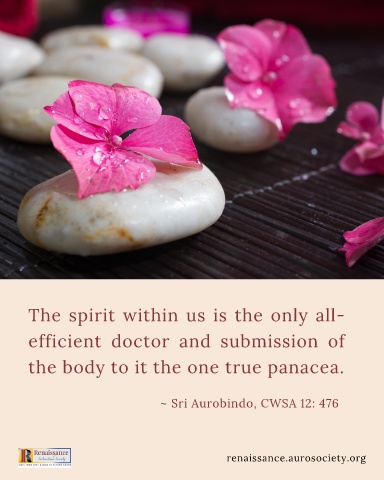 The spirit within us is the only all-
efficient doctor and submission of
the body to it the one true panacea.
~ Sri Aurobindo, CWSA 12: 476
Renaissance
renaissance.aurosociety.org